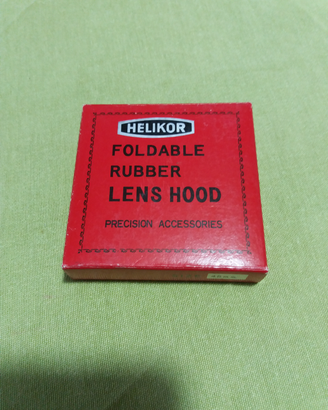 HELIKOR
FOLDABLE
RUBBER
LENS HOOD
PRECISION ACCESSORIES